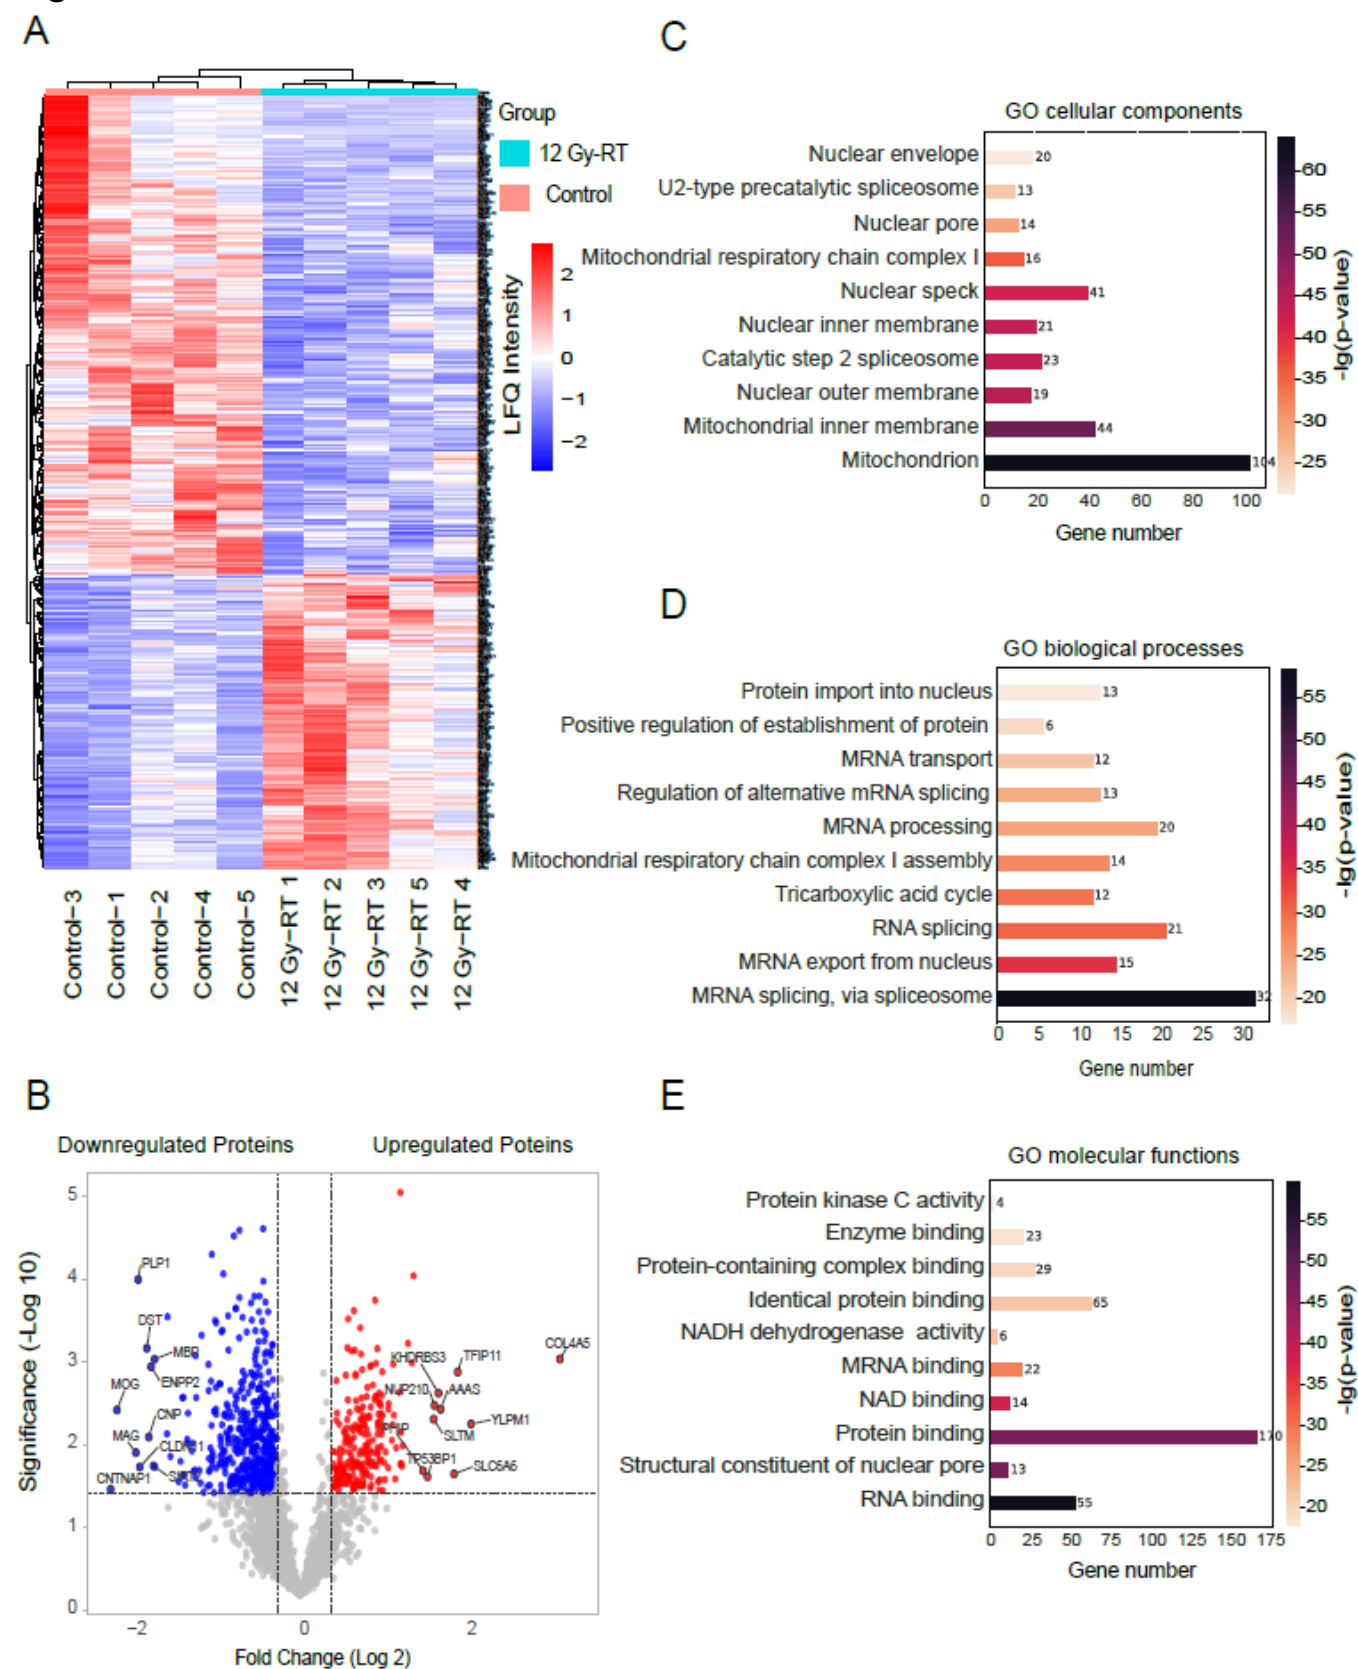 A
Group
12 Gy-RT
Control
LFQ Intensity
2
1
0
−1
−2
Control−3
Control−1
Control−2
Control−4
Control−5
12 Gy−RT 1
12 Gy−RT 2
12 Gy−RT 3
12 Gy−RT 5
12 Gy−RT 4
B
Downregulated Proteins
Upregulated Poteins
Significance (-Log 10)
5
4
3
2
1
0
PLP1
DST
MBP
ENPP2
MOG
CNP
MAG
CLDN11
CNTNAP1
COL4A5
KHDRBS3
TFIP11
NUP210
AAAS
YLPM1
SLTM
TP53BP1
SLC6A6
−2
0
2
Fold Change (Log 2)
C
GO cellular components
Nuclear envelope 20
U2-type precatalytic spliceosome 13
Nuclear pore 14
Mitochondrial respiratory chain complex I 16
Nuclear speck 41
Nuclear inner membrane 21
Catalytic step 2 spliceosome 23
Nuclear outer membrane 19
Mitochondrial inner membrane 44
Mitochondrion 104
0 20 40 60 80 100
Gene number
60
55
50
45
40
35
30
25
-lg(p-value)
D
GO biological processes
Protein import into nucleus 13
Positive regulation of establishment of protein 6
MRNA transport 12
Regulation of alternative mRNA splicing 13
MRNA processing 20
Mitochondrial respiratory chain complex I assembly 14
Tricarboxylic acid cycle 12
RNA splicing 21
MRNA export from nucleus 15
MRNA splicing, via spliceosome 32
0 5 10 15 20 25 30
Gene number
55
50
45
40
35
30
25
20
-lg(p-value)
E
GO molecular functions
Protein kinase C activity 4
Enzyme binding 23
Protein-containing complex binding 29
Identical protein binding 65
NADH dehydrogenase activity 6
MRNA binding 22
NAD binding 14
Protein binding 170
Structural constituent of nuclear pore 13
RNA binding 55
0 25 50 75 100 125 150 175
Gene number
55
50
45
40
35
30
25
20
-lg(p-value)